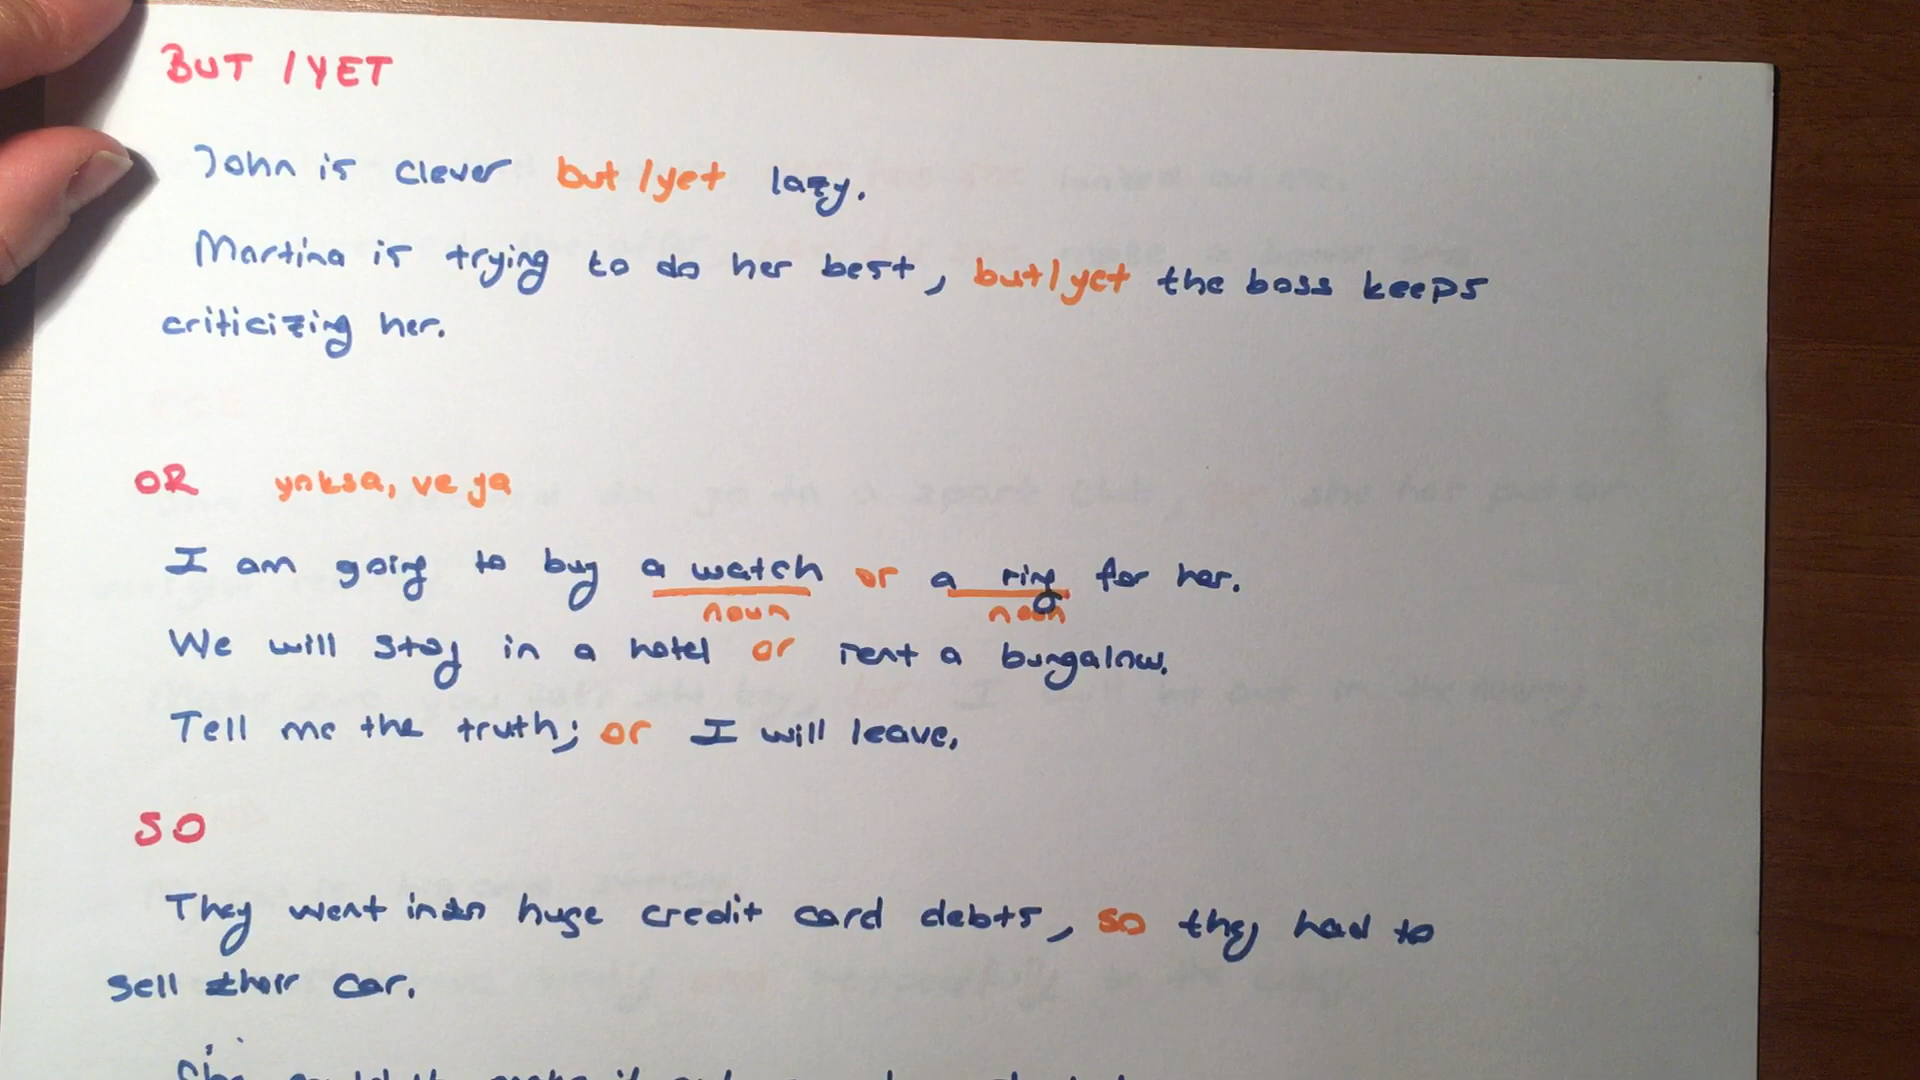 BUT / YET
John is clever but / yet lazy.
Martina is trying to do her best, but / yet the boss keeps
criticizing her.
OR yoksa, veya
I am going to buy a watch or a ring for her.
noun noun
We will stay in a hotel or rent a bungalow.
Tell me the truth; or I will leave.
SO
They went into huge credit card debts, so they had to
sell their car.